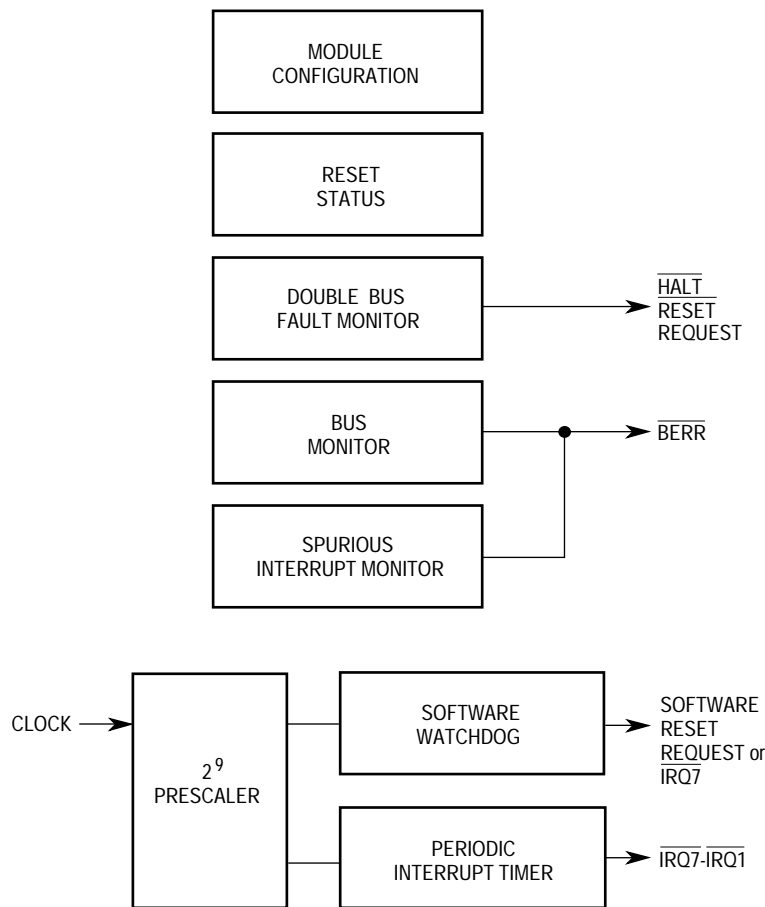 MODULE
CONFIGURATION
RESET
STATUS
DOUBLE BUS
FAULT MONITOR
HALT
RESET
REQUEST
BUS
MONITOR
BERR
SPURIOUS
INTERRUPT MONITOR
CLOCK
2⁹
PRESCALER
SOFTWARE
WATCHDOG
SOFTWARE
RESET
REQUEST or
IRQ7
PERIODIC
INTERRUPT TIMER
IRQ7-IRQ1